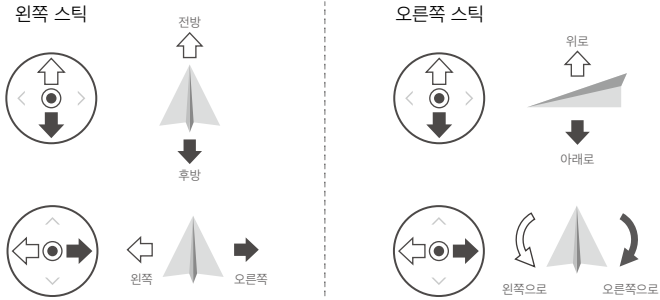 왼쪽 스틱
전방
후방
왼쪽
오른쪽
오른쪽 스틱
위로
아래로
왼쪽으로
오른쪽으로